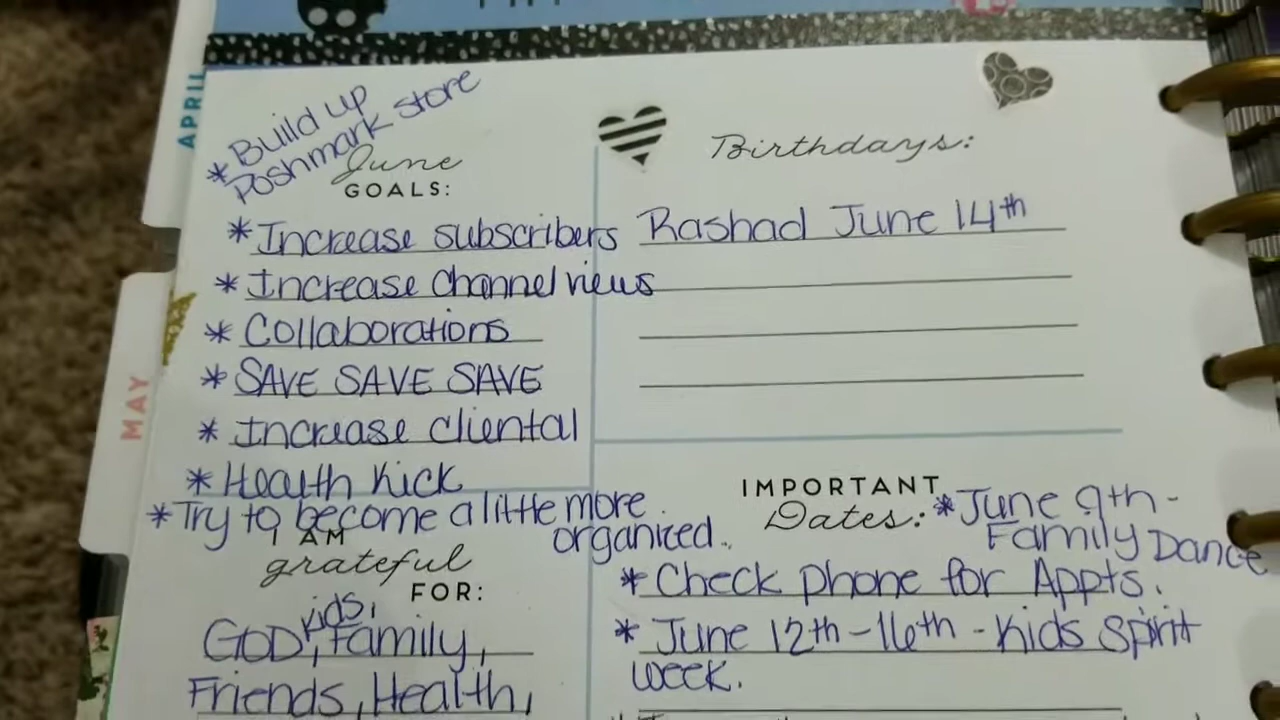 APRIL
MAY
* Build up
Poshmark store
June
GOALS:
* Increase subscribers
* Increase Channel views
* Collaborations
* SAVE SAVE SAVE
* Increase cliental
* Health Kick
* Try to become a little more
organized..
I AM
grateful
FOR:
kids,
GOD, family,
Friends, Health,
Birthdays:
Rashad June 14th
IMPORTANT
Dates:
* June 9th -
Family Dance
* Check phone for Appts.
* June 12th - 16th - Kids Spirit
week.